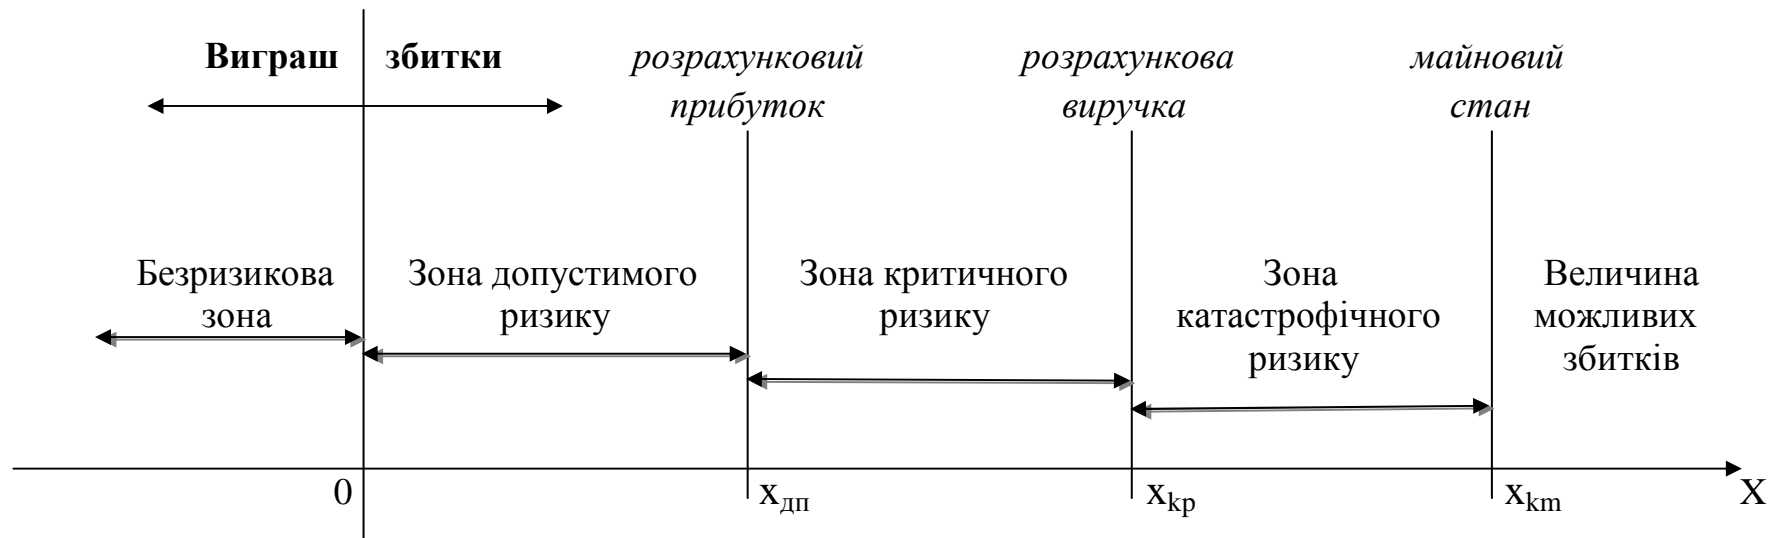 Виграш збитки
розрахунковий
прибуток
розрахункова
виручка
майновий
стан
Безризикова
зона
Зона допустимого
ризику
Зона критичного
ризику
Зона
катастрофічного
ризику
Величина
можливих
збитків
0
xдп
xkp
xkm
X